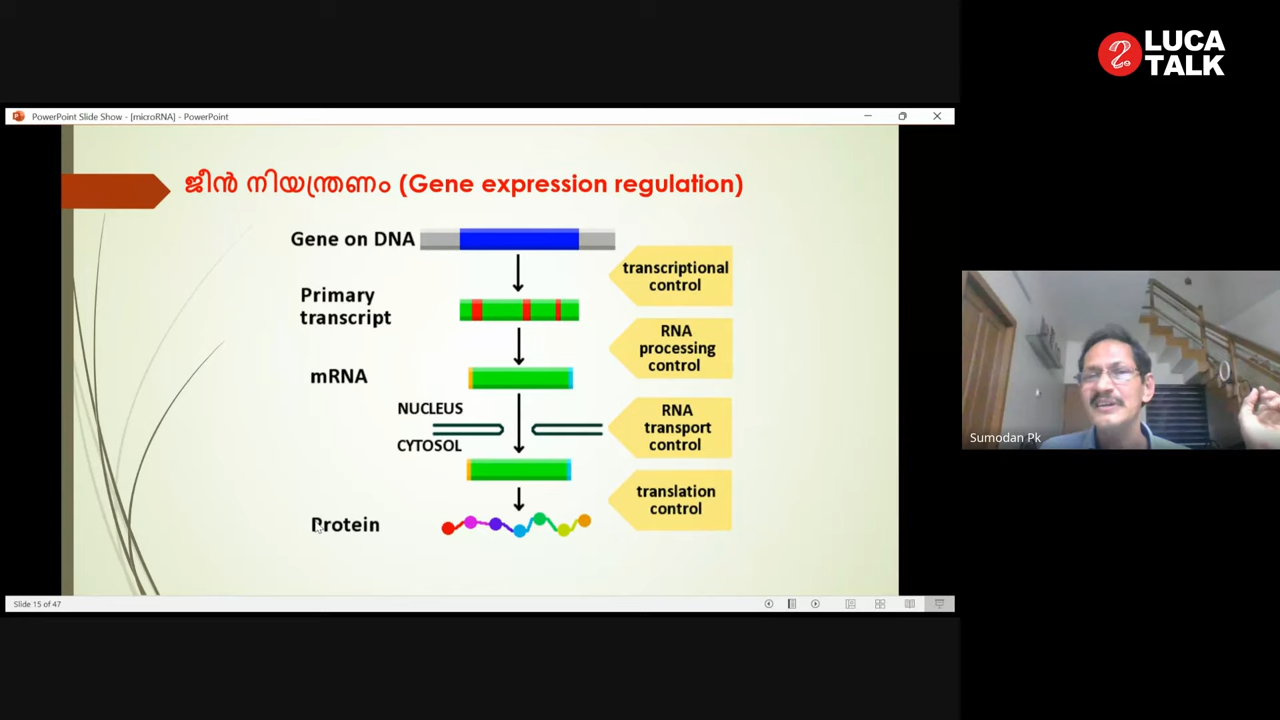 LUCA
TALK
PowerPoint Slide Show - [microRNA] - PowerPoint
ജീൻ നിയന്ത്രണം (Gene expression regulation)
Gene on DNA
transcriptional
control
Primary
transcript
RNA
processing
control
mRNA
NUCLEUS
CYTOSOL
RNA
transport
control
translation
control
Protein
Sumodan Pk
Slide 15 of 47